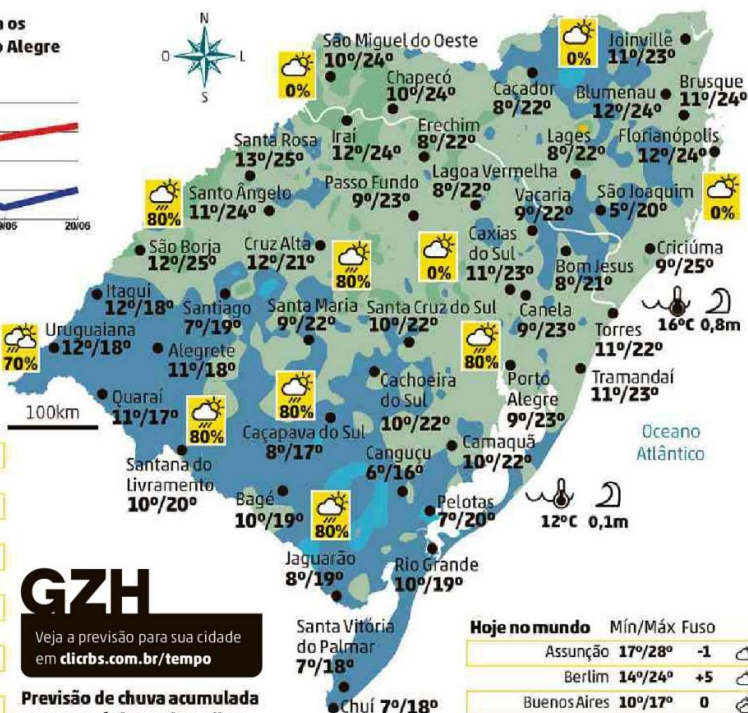 os
Alegre
20/06
N
O
L
S
0%
São Miguel do Oeste
10º/24º
Chapecó
10º/24º
0%
Joinville
11º/23º
Caçador
8º/22º
Blumenau
12º/24º
Brusque
11º/24º
Santa Rosa
13º/25º
Iraí
12º/24º
Erechim
8º/22º
Lages
8º/22º
Florianópolis
12º/24º
80%
Santo Ângelo
11º/24º
Passo Fundo
9º/23º
Lagoa Vermelha
8º/22º
Vacaria
9º/22º
São Joaquim
5º/20º
0%
São Borja
12º/25º
Cruz Alta
12º/21º
80%
0%
Caxias
do Sul
11º/23º
Bom Jesus
8º/21º
Criciúma
9º/25º
Itaqui
12º/18º
Santiago
7º/19º
Santa Maria
9º/22º
Santa Cruz do Sul
10º/22º
Canela
9º/23º
Torres
11º/22º
16ºC 0,8m
70%
Uruguaiana
12º/18º
Alegrete
11º/18º
80%
Porto
Alegre
9º/23º
Tramandaí
11º/23º
Quaraí
11º/17º
80%
80%
Cachoeira
do Sul
10º/22º
100km
Caçapava do Sul
8º/17º
Camaquã
10º/22º
Oceano
Atlântico
Santana do
Livramento
10º/20º
Bagé
10º/19º
80%
Canguçu
6º/16º
Pelotas
7º/20º
12ºC 0,1m
Jaguarão
8º/19º
Rio Grande
10º/19º
GZH
Veja a previsão para sua cidade
em clicrbs.com.br/tempo
Santa Vitória
do Palmar
7º/18º
Chuí 7º/18º
Previsão de chuva acumulada
Hoje no mundo Mín/Máx Fuso
Assunção 17º/28º -1
Berlim 14º/24º +5
Buenos Aires 10º/17º 0